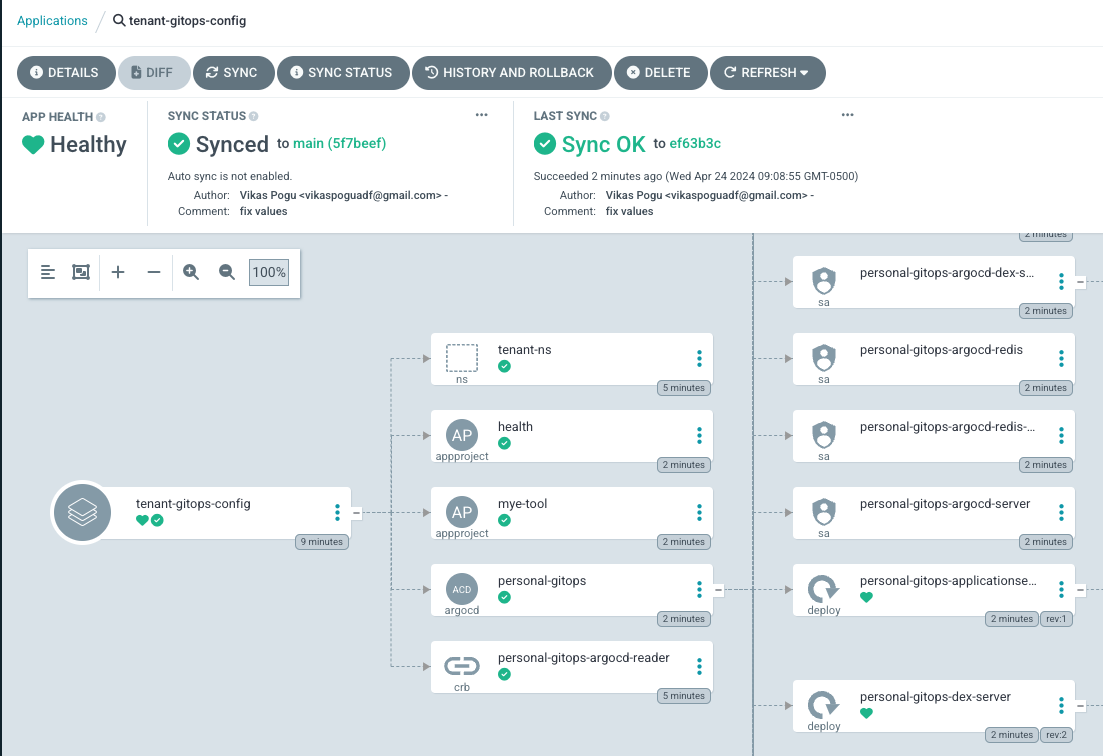 Applications / tenant-gitops-config
DETAILS DIFF SYNC SYNC STATUS HISTORY AND ROLLBACK DELETE REFRESH
APP HEALTH
Healthy
SYNC STATUS
Synced to main (5f7beef)
Auto sync is not enabled.
Author: Vikas Pogu <vikaspoguadf@gmail.com> -
Comment: fix values
LAST SYNC
Sync OK to ef63b3c
Succeeded 2 minutes ago (Wed Apr 24 2024 09:08:55 GMT-0500)
Author: Vikas Pogu <vikaspoguadf@gmail.com> -
Comment: fix values
100%
tenant-gitops-config
9 minutes
tenant-ns
ns
5 minutes
AP
health
appproject
2 minutes
AP
mye-tool
appproject
2 minutes
ACD
personal-gitops
argocd
2 minutes
personal-gitops-argocd-reader
crb
5 minutes
2 minutes
personal-gitops-argocd-dex-s...
sa
2 minutes
personal-gitops-argocd-redis
sa
2 minutes
personal-gitops-argocd-redis-...
sa
2 minutes
personal-gitops-argocd-server
sa
2 minutes
personal-gitops-applicationse...
deploy
2 minutes rev:1
personal-gitops-dex-server
deploy
2 minutes rev:2